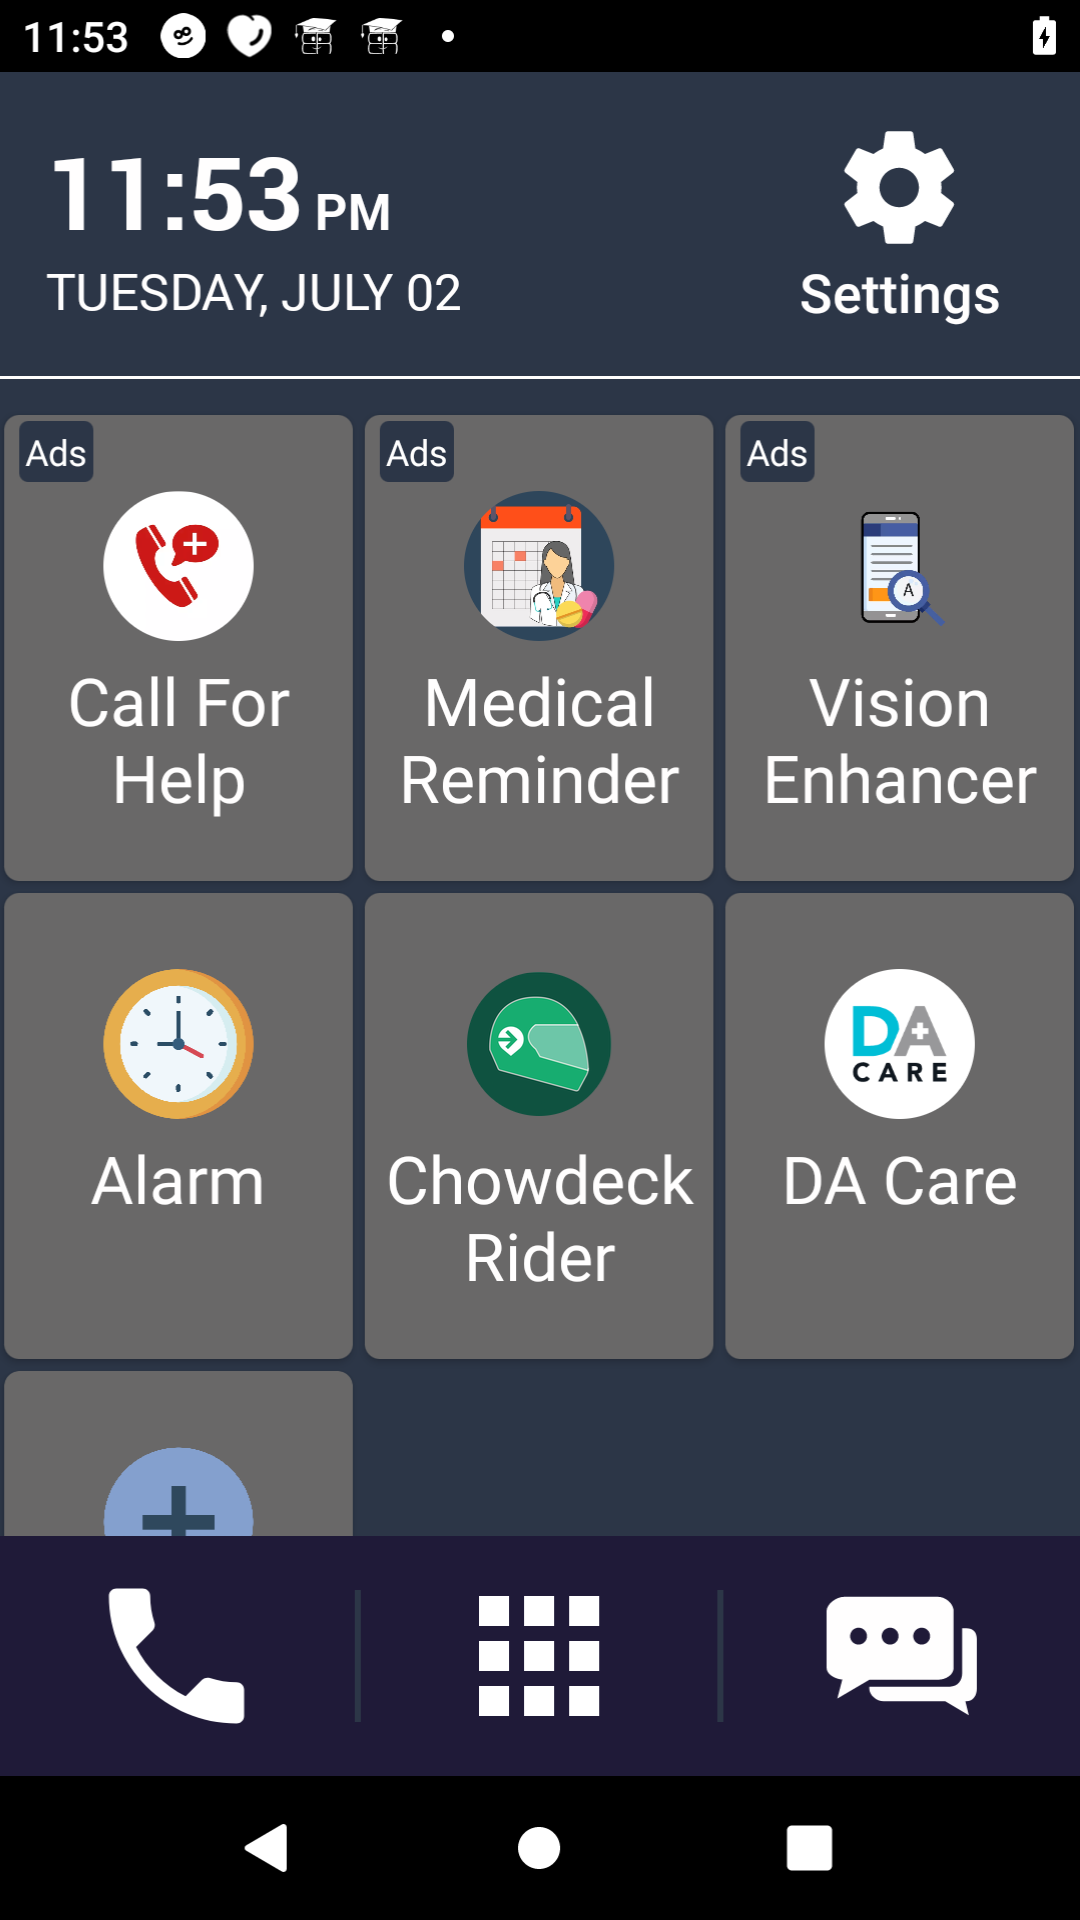 11:53
11:53 PM
Settings
TUESDAY, JULY 02
Ads
Ads
Ads
A
Call For
Help
Medical
Reminder
Vision
Enhancer
DA
CARE
Alarm
Chowdeck
Rider
DA Care